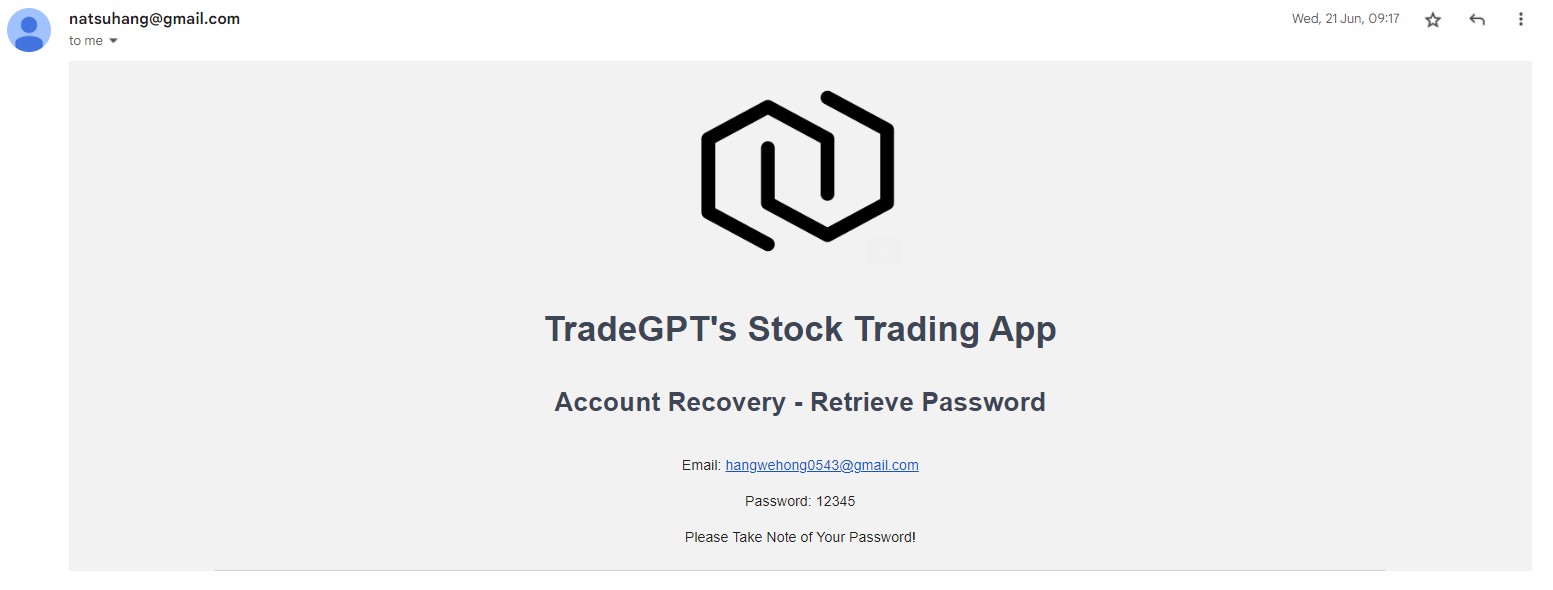 natsuhang@gmail.com
Wed, 21 Jun, 09:17
to me
TradeGPT's Stock Trading App
Account Recovery - Retrieve Password
Email: hangwehong0543@gmail.com
Password: 12345
Please Take Note of Your Password!